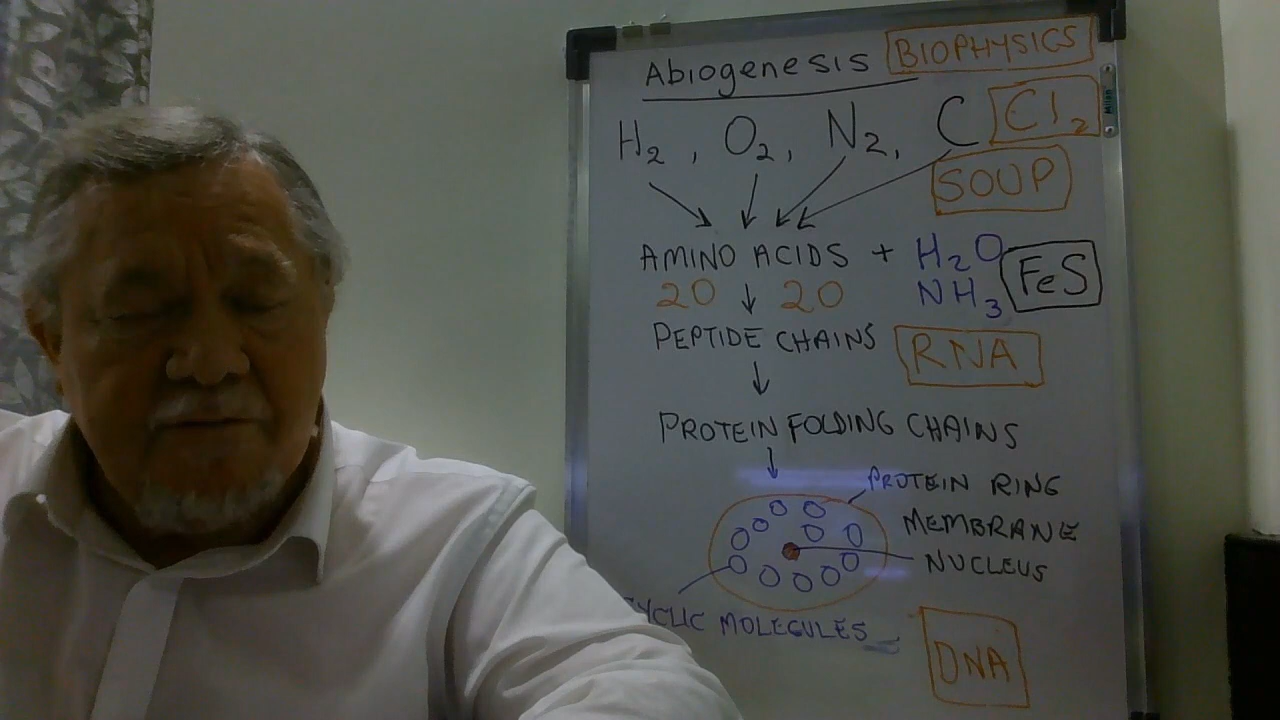 Abiogenesis BIOPHYSICS
H2, O2, N2, C Cl2
SOUP
AMINO ACIDS + H2O FeS
20 20 NH3
PEPTIDE CHAINS RNA
PROTEIN FOLDING CHAINS
PROTEIN RING
MEMBRANE
NUCLEUS
CYCLIC MOLECULES
DNA